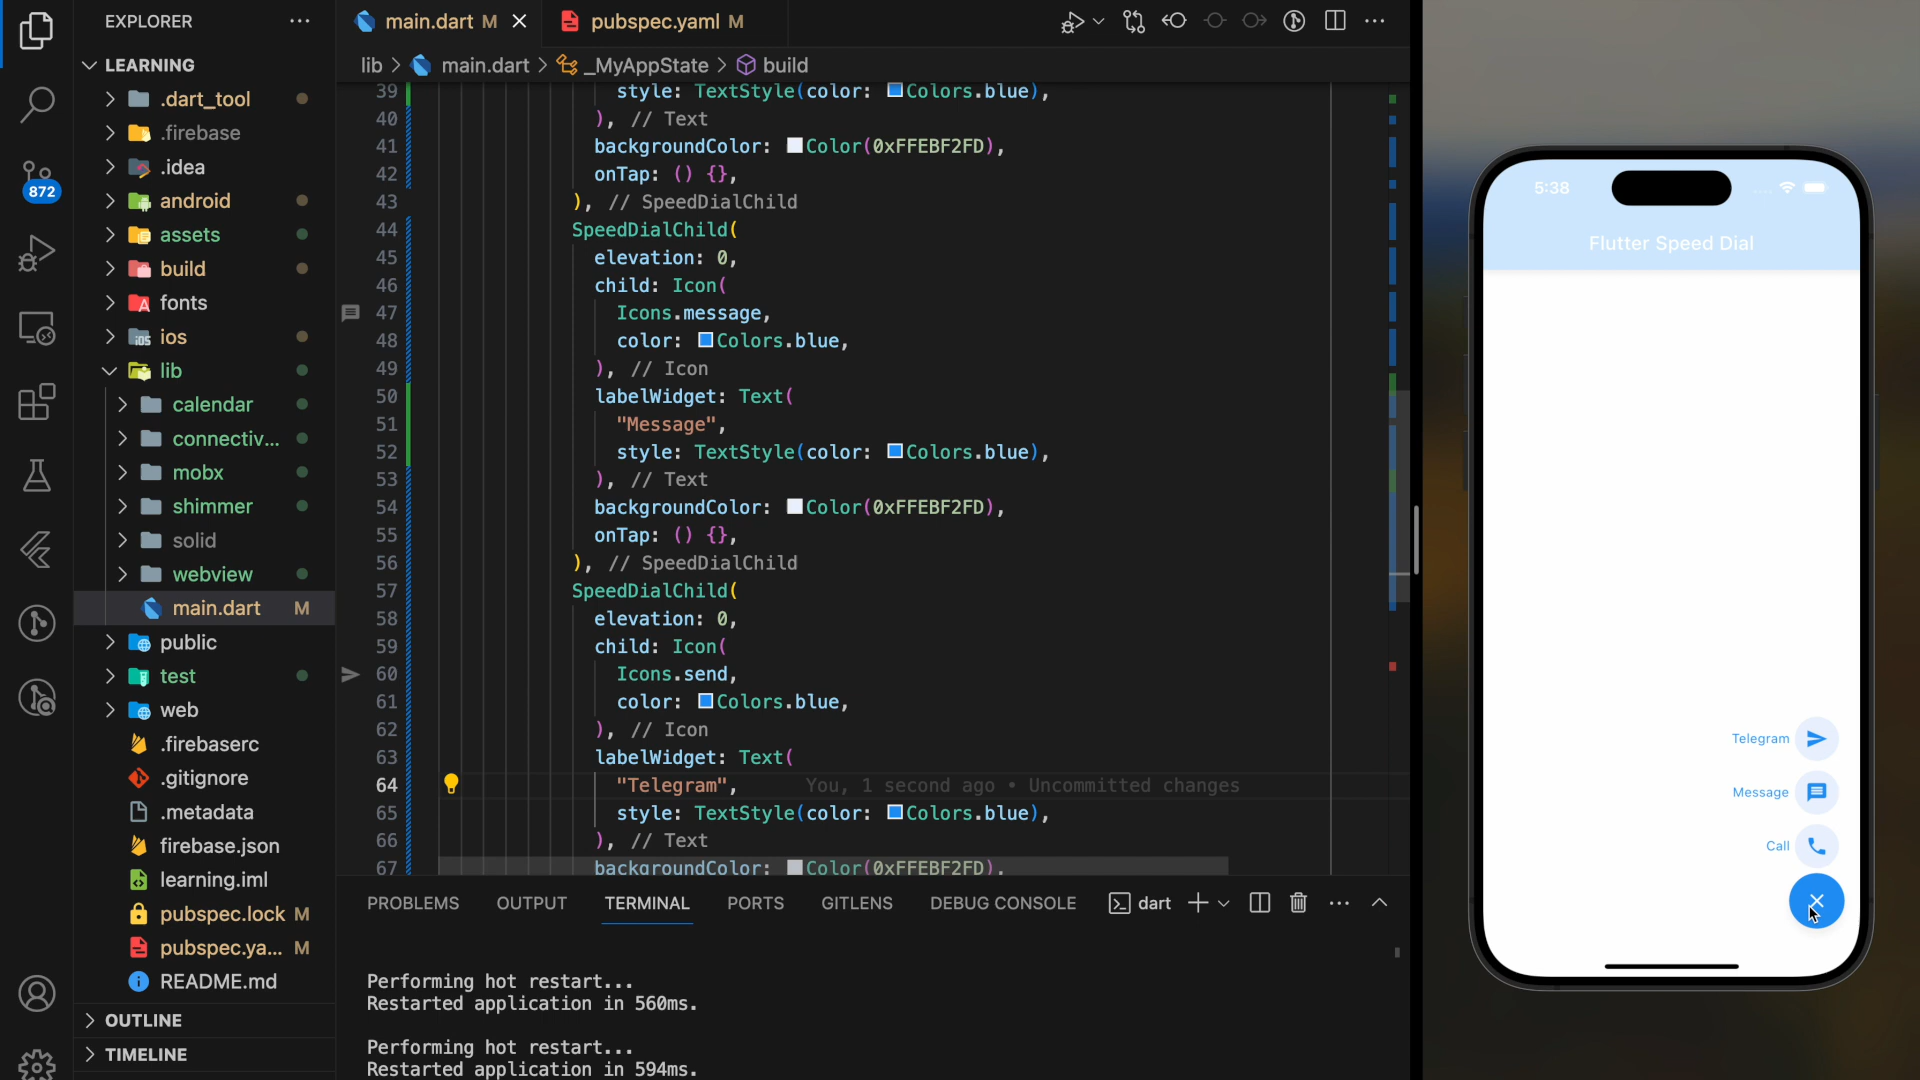 EXPLORER
main.dart M
pubspec.yaml M
LEARNING
lib > main.dart > _MyAppState > build
.dart_tool
.firebase
.idea
872
android
assets
build
fonts
ios
lib
calendar
connectiv...
mobx
shimmer
solid
webview
main.dart M
public
test
web
.firebaserc
.gitignore
.metadata
firebase.json
learning.iml
pubspec.lock M
pubspec.ya... M
README.md
OUTLINE
TIMELINE
39 style: TextStyle(color: Colors.blue),
40 ), // Text
41 backgroundColor: Color(0xFFEBF2FD),
42 onTap: () {},
43 ), // SpeedDialChild
44 SpeedDialChild(
45 elevation: 0,
46 child: Icon(
47 Icons.message,
48 color: Colors.blue,
49 ), // Icon
50 labelWidget: Text(
51 "Message",
52 style: TextStyle(color: Colors.blue),
53 ), // Text
54 backgroundColor: Color(0xFFEBF2FD),
55 onTap: () {},
56 ), // SpeedDialChild
57 SpeedDialChild(
58 elevation: 0,
59 child: Icon(
60 Icons.send,
61 color: Colors.blue,
62 ), // Icon
63 labelWidget: Text(
64 "Telegram", You, 1 second ago • Uncommitted changes
65 style: TextStyle(color: Colors.blue),
66 ), // Text
67 backgroundColor: Color(0xFFEBF2FD),
PROBLEMS OUTPUT TERMINAL PORTS GITLENS DEBUG CONSOLE dart
Performing hot restart...
Restarted application in 560ms.
Performing hot restart...
Restarted application in 594ms.
5:38
Flutter Speed Dial
Telegram
Message
Call